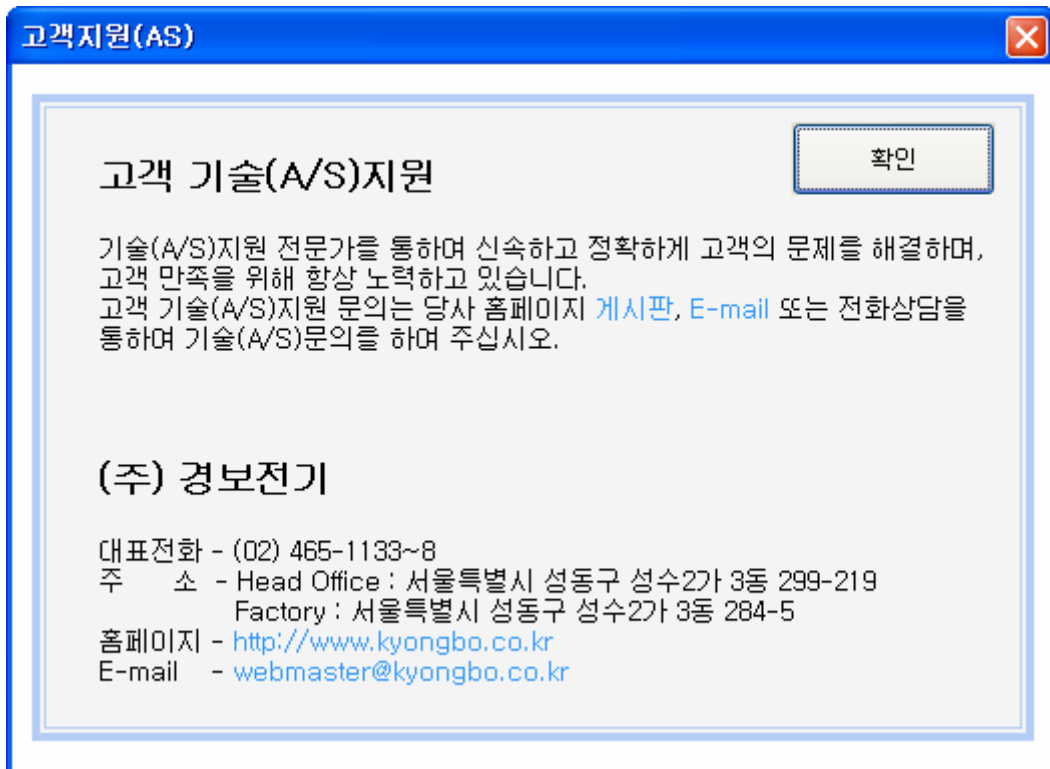 고객지원(AS)
확인
고객 기술(A/S)지원
기술(A/S)지원 전문가를 통하여 신속하고 정확하게 고객의 문제를 해결하며,
고객 만족을 위해 항상 노력하고 있습니다.
고객 기술(A/S)지원 문의는 당사 홈페이지 게시판, E-mail 또는 전화상담을
통하여 기술(A/S)문의를 하여 주십시오.
(주) 경보전기
대표전화 - (02) 465-1133~8
주 소 - Head Office : 서울특별시 성동구 성수2가 3동 299-219
Factory : 서울특별시 성동구 성수2가 3동 284-5
홈페이지 - http://www.kyongbo.co.kr
E-mail - webmaster@kyongbo.co.kr